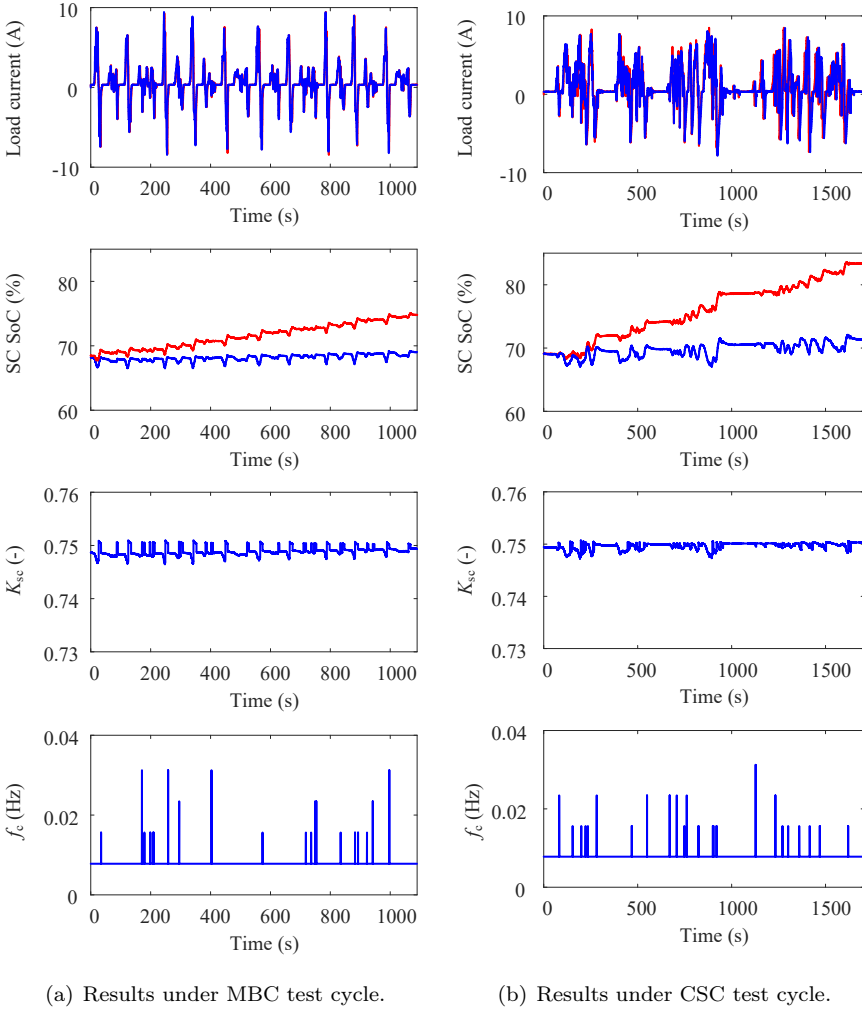 Load current (A)
10
0
-10
0 200 400 600 800 1000
Time (s)
SC SoC (%)
80
70
60
0 200 400 600 800 1000
Time (s)
Ksc (-)
0.76
0.75
0.74
0.73
0 200 400 600 800 1000
Time (s)
fc (Hz)
0.04
0.02
0
0 200 400 600 800 1000
Time (s)
(a) Results under MBC test cycle.
Load current (A)
10
0
-10
0 500 1000 1500
Time (s)
SC SoC (%)
80
70
60
0 500 1000 1500
Time (s)
Ksc (-)
0.76
0.75
0.74
0.73
0 500 1000 1500
Time (s)
fc (Hz)
0.04
0.02
0
0 500 1000 1500
Time (s)
(b) Results under CSC test cycle.